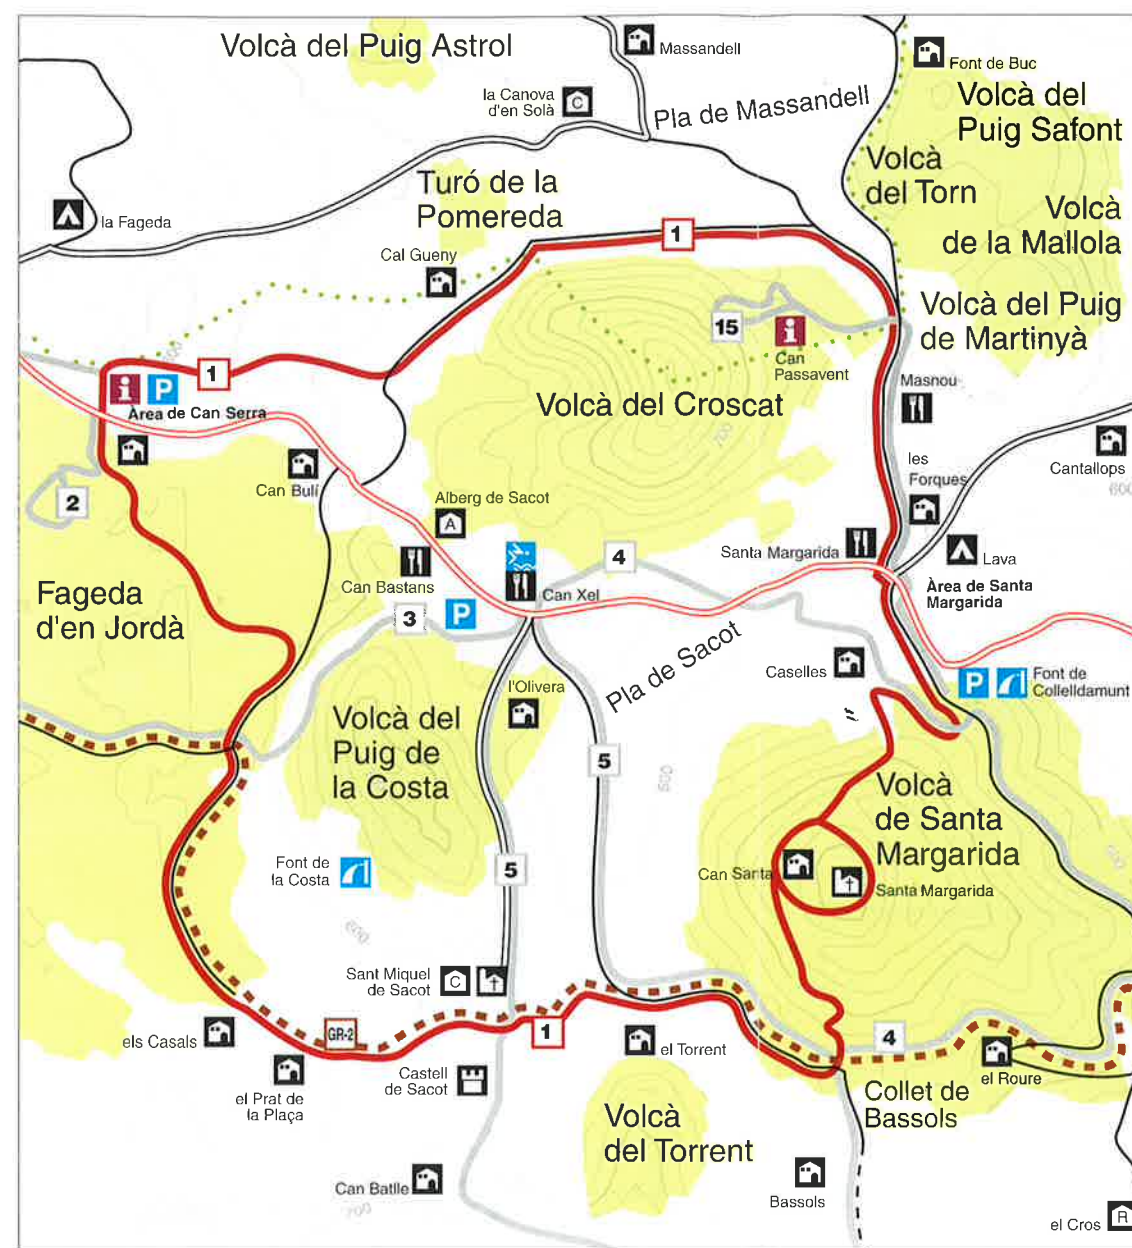 Volcà del Puig Astrol
Massandell
Font de Buc
la Canova
d'en Solà
C
Pla de Massandell
Volcà del
Puig Safont
Volcà
del Torn
Turó de la
Pomereda
la Fageda
Volcà
de la Mallola
1
Cal Gueny
Volcà del Puig
de Martinyà
15
i
Can
Passavent
1
i
P
Àrea de Can Serra
Masnou
Volcà del Croscat
700
les
Forques
Cantallops
600
Can Bulí
2
Alberg de Sacot
A
4
Santa Margarida
Lava
Can Bastans
Can Xel
Àrea de Santa
Margarida
Fageda
d'en Jordà
3
P
Pla de Sacot
Caselles
P
Font de
Collelldamunt
l'Olivera
Volcà del
Puig de
la Costa
5
500
Volcà
de Santa
Margarida
Font de
la Costa
5
Can Santa
Santa Margarida
600
Sant Miquel
de Sacot
C
els Casals
GR-2
1
el Torrent
4
el Roure
el Prat de
la Plaça
Castell
de Sacot
Collet de
Bassols
Volcà
del Torrent
Can Batlle
700
Bassols
el Cros
R